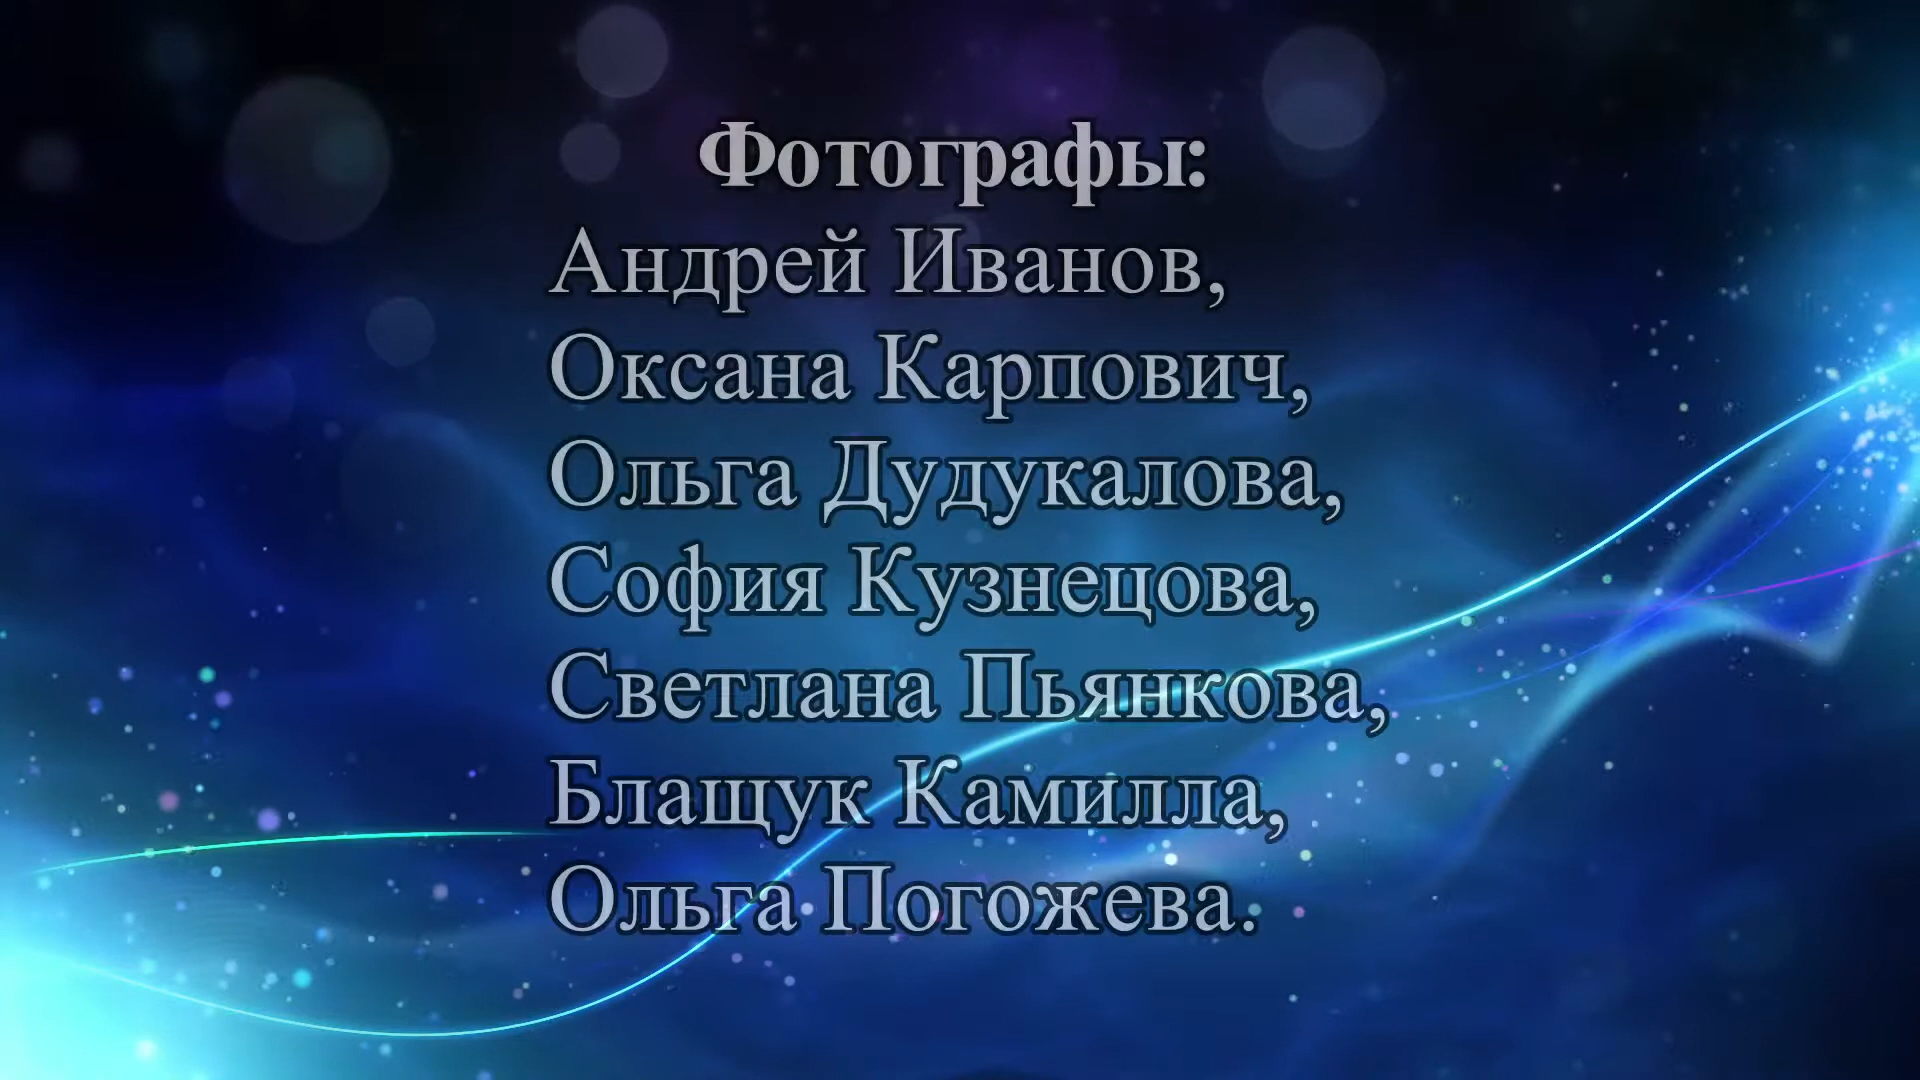 Фотографы:
Андрей Иванов,
Оксана Карпович,
Ольга Дудукалова,
София Кузнецова,
Светлана Пьянкова,
Блащук Камилла,
Ольга Погожева.